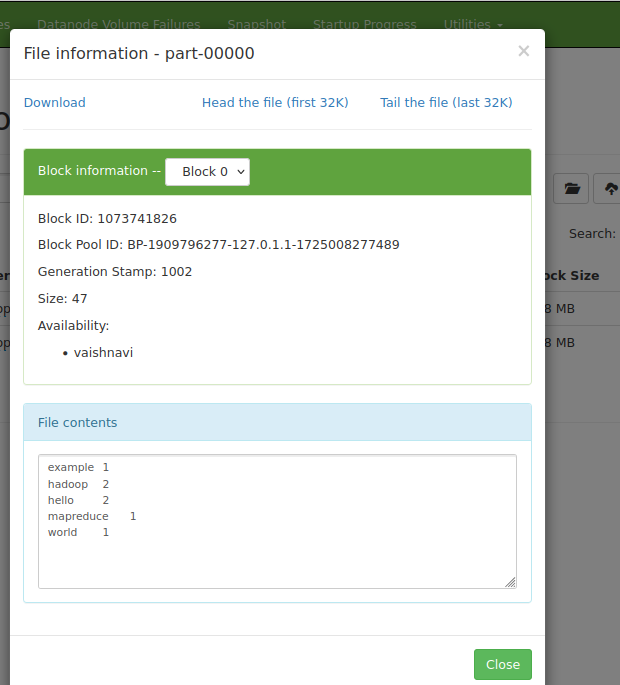 es Datanode Volume Failures Snapshot Startup Progress Utilities
File information - part-00000 ×
Download Head the file (first 32K) Tail the file (last 32K)
Block information -- Block 0
Search:
Block ID: 1073741826
Block Pool ID: BP-1909796277-127.0.1.1-1725008277489
Generation Stamp: 1002
ock Size
Size: 47
8 MB
Availability:
8 MB
vaishnavi
File contents
example 1
hadoop 2
hello 2
mapreduce 1
world 1
Close